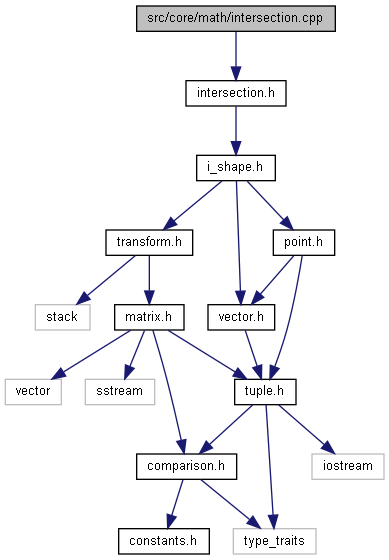 src/core/math/intersection.cpp
intersection.h
i_shape.h
transform.h
point.h
stack
matrix.h
vector.h
vector
sstream
tuple.h
comparison.h
iostream
constants.h
type_traits